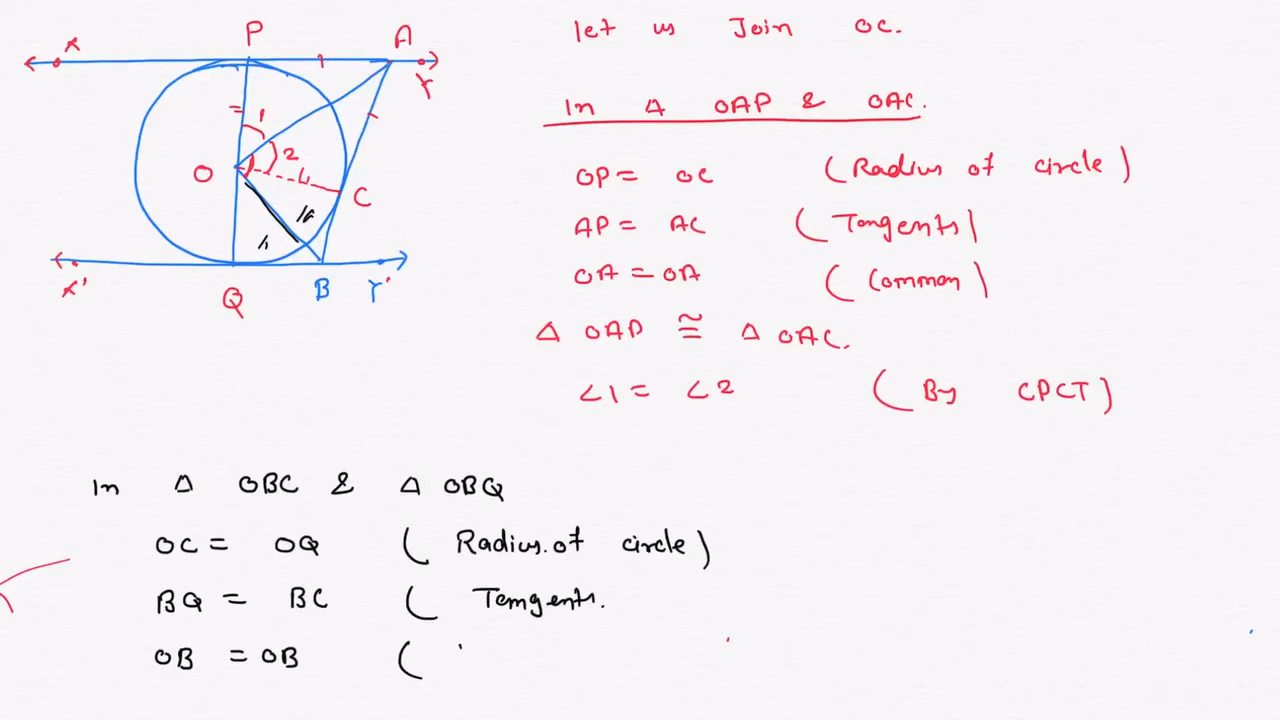 let us Join OC.
In Δ OAP & OAC.
OP = OC (Radius of circle)
AP = AC (Tangents)
OA = OA (Common)
Δ OAP ≅ Δ OAC.
∠1 = ∠2 (By CPCT)
X P A Y
1
2
O C
X' Q B Y'
In Δ OBC & Δ OBQ
OC = OQ (Radius of circle)
BQ = BC (Temgents.
OB = OB (